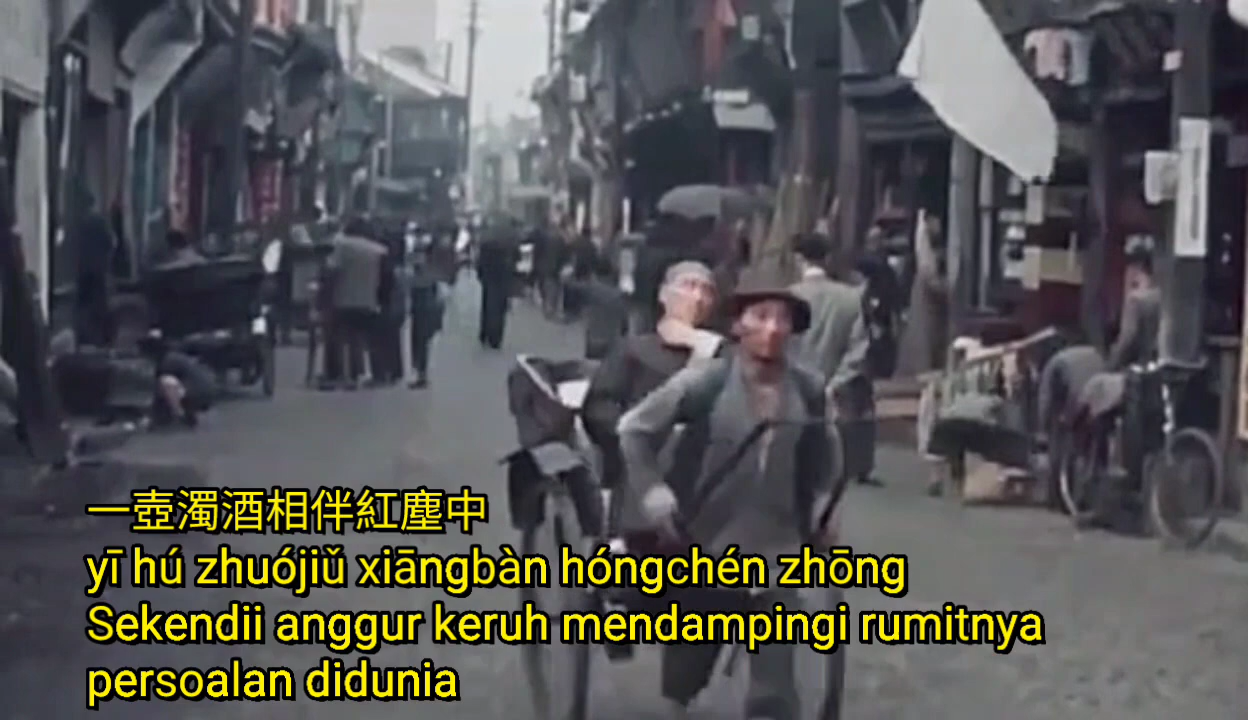 一壺濁酒相伴紅塵中
yī hú zhuójiǔ xiāngbàn hóngchén zhōng
Sekendii anggur keruh mendampingi rumitnya
persoalan didunia